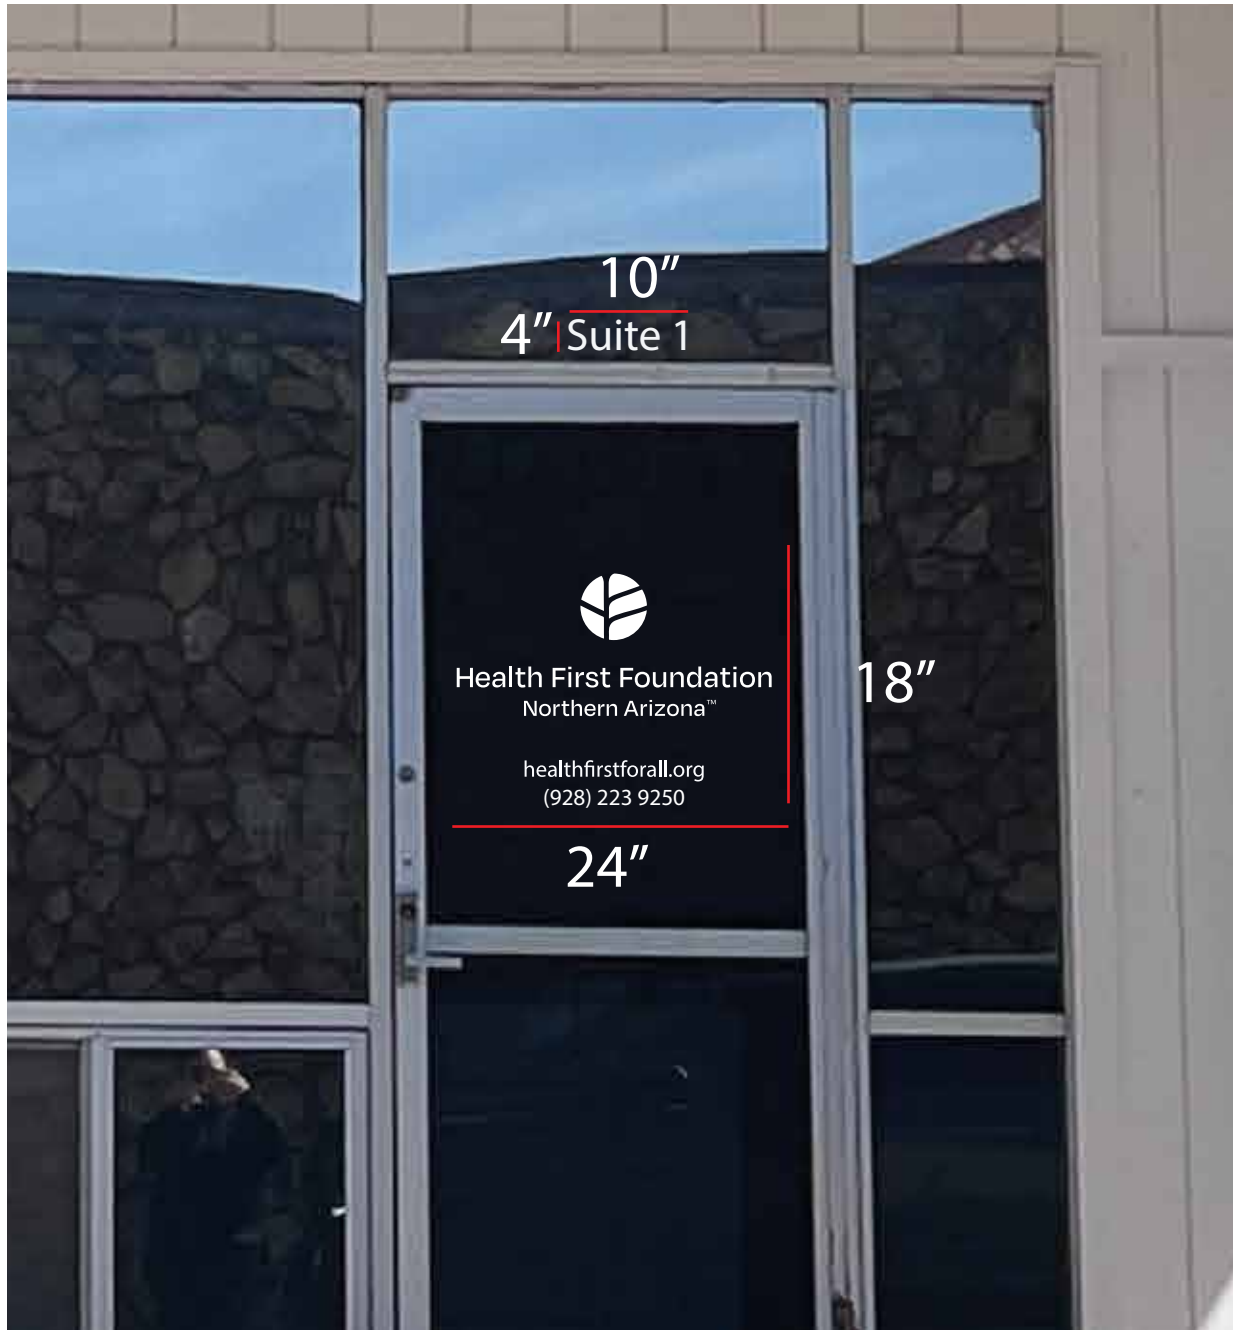 10″
4″ Suite 1
Health First Foundation
Northern Arizona™
18″
healthfirstforall.org
(928) 223 9250
24″